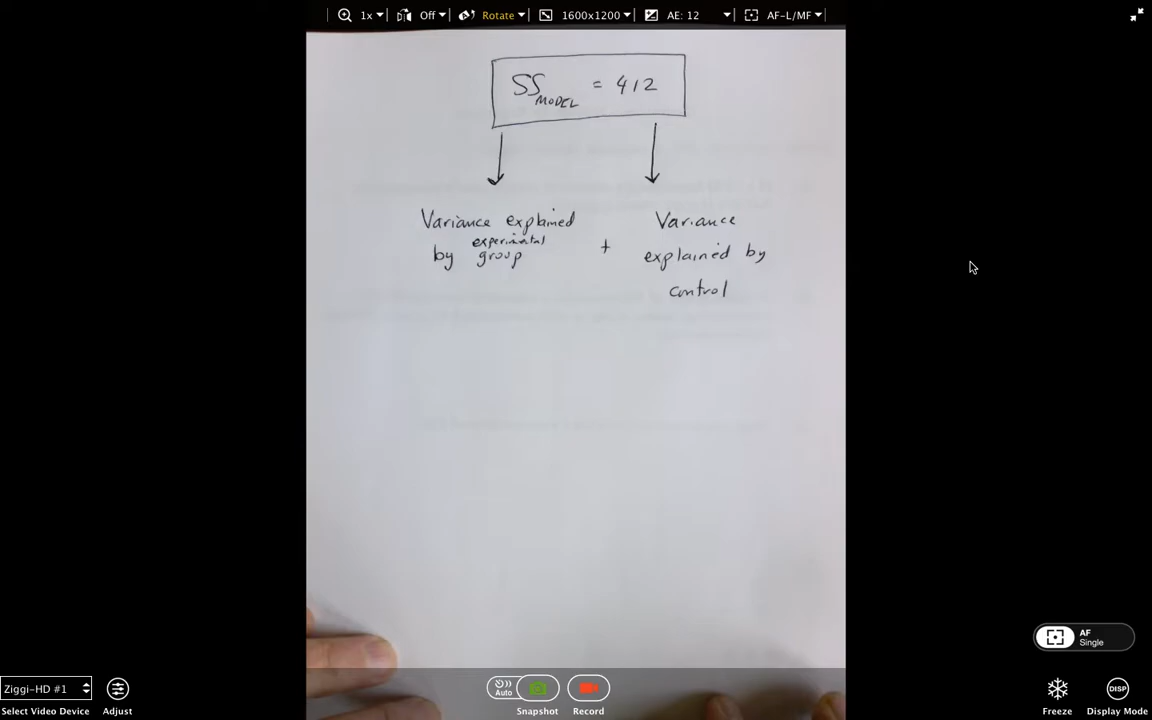 1x Off Rotate 1600x1200 AE: 12 AF-L/MF
SS MODEL = 412
Variance explained
by experimental group
+
Variance
explained by
control
AF
Single
Ziggi-HD #1
Auto
Select Video Device
Adjust
Snapshot
Record
Freeze
DISP
Display Mode